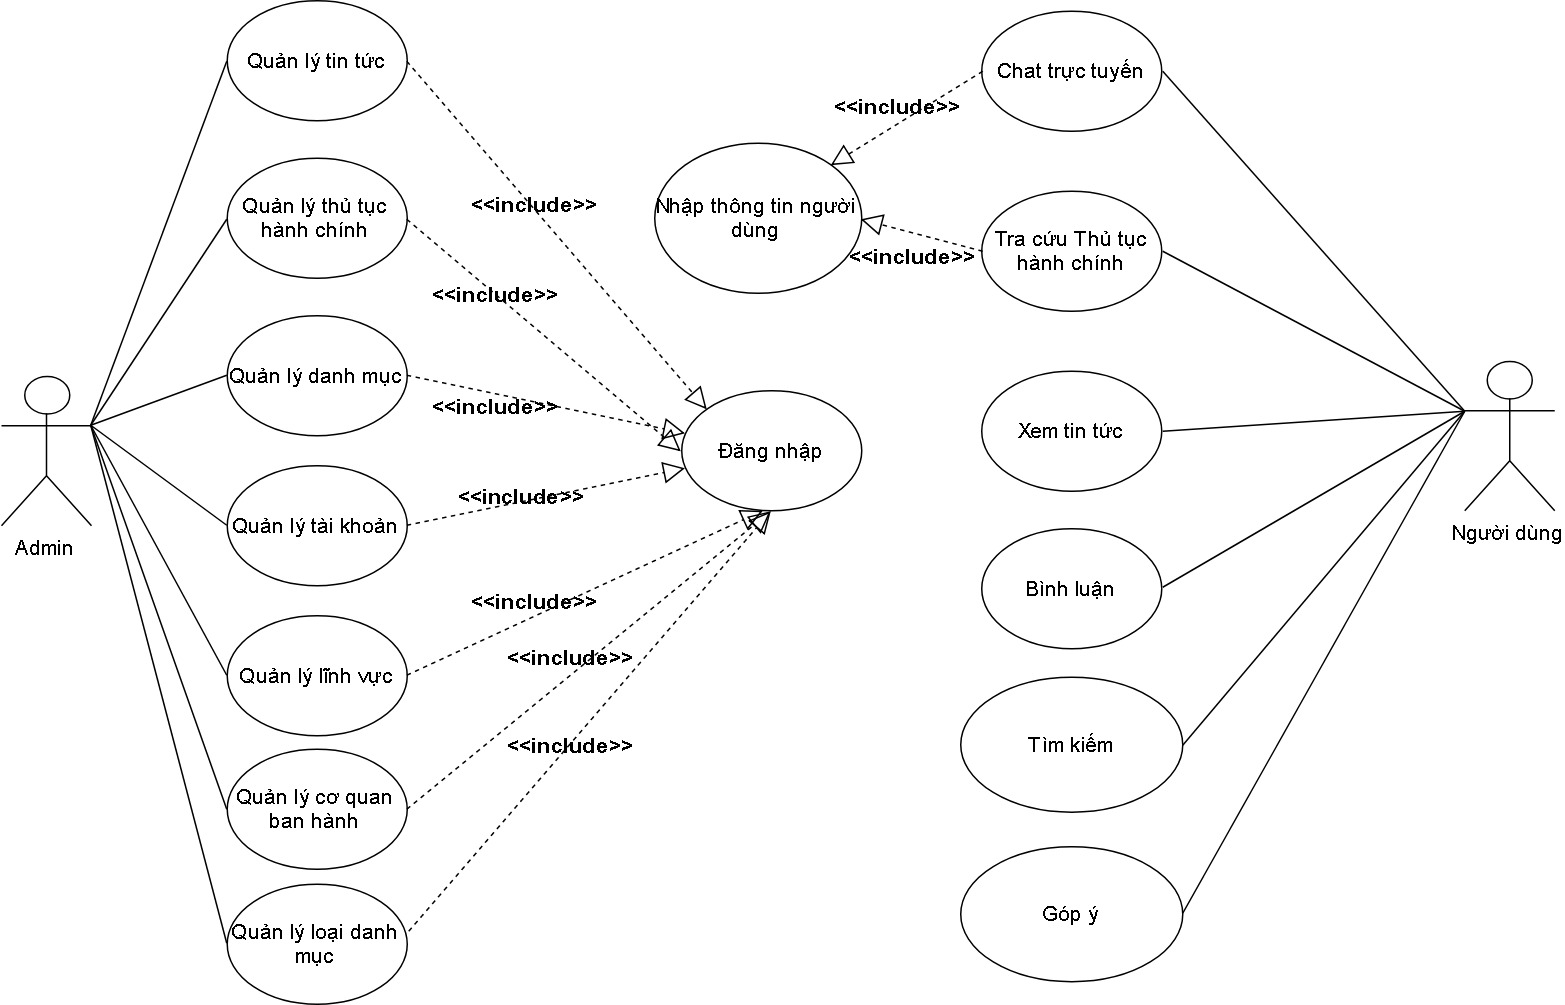 Quản lý tin tức
Quản lý thủ tục
hành chính
Quản lý danh mục
Quản lý tài khoản
Quản lý lĩnh vực
Quản lý cơ quan
ban hành
Quản lý loại danh
mục
Admin
<<include>>
<<include>>
<<include>>
<<include>>
<<include>>
<<include>>
<<include>>
Đăng nhập
Nhập thông tin người
dùng
<<include>>
<<include>>
Chat trực tuyến
Tra cứu Thủ tục
hành chính
Xem tin tức
Bình luận
Tìm kiếm
Góp ý
Người dùng